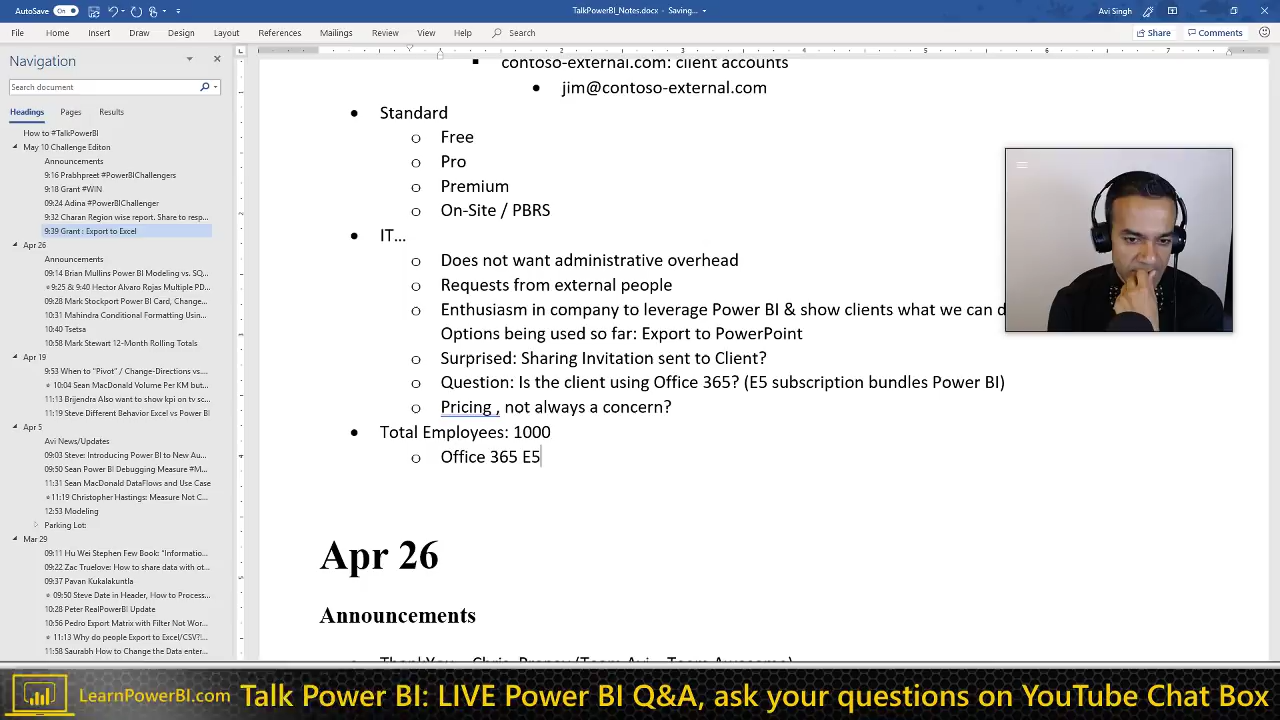 AutoSave
On
TalkPowerBI_Notes.docx - Saving...
Avi Singh
File Home Insert Draw Design Layout References Mailings Review View Help Search
Share
Comments
Navigation
Search document
Headings Pages Results
How to #TalkPowerBI
May 10 Challenge Editon
Announcements
9:16 Prabhpreet #PowerBIChallengers
9:18 Grant #WIN
09:24 Adina #PowerBIChallenger
9:32 Charan Region wise report. Share to resp...
9:39 Grant : Export to Excel
Apr 26
Announcements
09:14 Brian Mullins Power BI Modeling vs. SQ...
9:25 & 9:40 Hector Alvaro Rojas Multiple PD...
09:28 Mark Stockport Power BI Card, Change...
10:31 Mahindra Conditional Formatting Usin...
10:40 Tsetsa
10:58 Mark Stewart 12-Month Rolling Totals
Apr 19
9:53 When to "Pivot" / Change-Directions vs....
10:04 Sean MacDonald Volume Per KM but...
11:13 Brijendra Also want to show kpi on tv sc...
11:19 Steve Different Behavior Excel vs Power BI
Apr 5
Avi News/Updates
09:03 Steve: Introducing Power BI to New Au...
09:50 Sean Power BI Debugging Measure #M...
11:31 Sean MacDonald DataFlows and Use Case
11:19 Christopher Hastings: Measure Not C...
12:53 Modeling
Parking Lot:
Mar 29
09:11 Hu Wei Stephen Few Book: "Informatio...
09:22 Zac Truelove: How to share data with ot...
09:37 Pavan Kukalakuntla
09:50 Steve Date in Header, How to Process...
10:28 Peter RealPowerBI Update
10:56 Pedro Export Matrix with Filter Not Wor...
11:13 Why do people Export to Excel/CSV?!...
11:58 Saurabh How to Change the Data enter...
contoso-external.com: client accounts
jim@contoso-external.com
Standard
Free
Pro
Premium
On-Site / PBRS
IT...
Does not want administrative overhead
Requests from external people
Enthusiasm in company to leverage Power BI & show clients what we can d
Options being used so far: Export to PowerPoint
Surprised: Sharing Invitation sent to Client?
Question: Is the client using Office 365? (E5 subscription bundles Power BI)
Pricing , not always a concern?
Total Employees: 1000
Office 365 E5
Apr 26
Announcements
LearnPowerBI.com Talk Power BI: LIVE Power BI Q&A, ask your questions on YouTube Chat Box